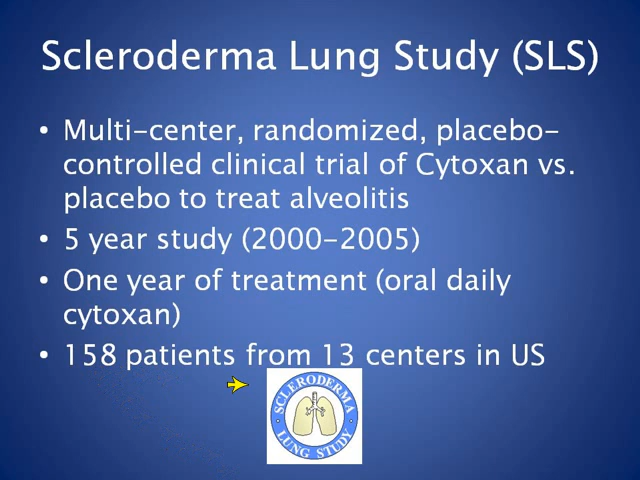 Scleroderma Lung Study (SLS)
• Multi-center, randomized, placebo-
controlled clinical trial of Cytoxan vs.
placebo to treat alveolitis
• 5 year study (2000-2005)
• One year of treatment (oral daily
cytoxan)
• 158 patients from 13 centers in US
SCLERODERMA
LUNG STUDY